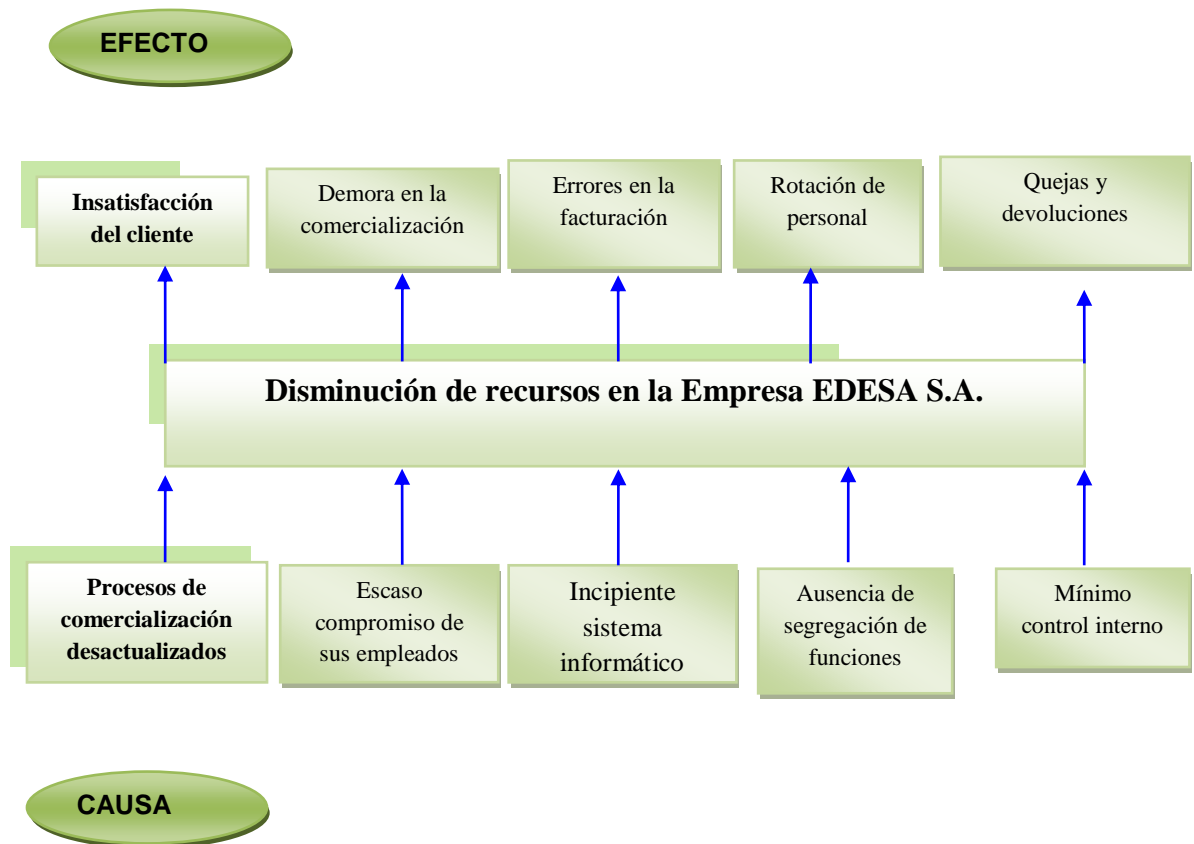 EFECTO
Insatisfacción
del cliente
Demora en la
comercialización
Errores en la
facturación
Rotación de
personal
Quejas y
devoluciones
Disminución de recursos en la Empresa EDESA S.A.
Procesos de
comercialización
desactualizados
Escaso
compromiso de
sus empleados
Incipiente
sistema
informático
Ausencia de
segregación de
funciones
Mínimo
control interno
CAUSA